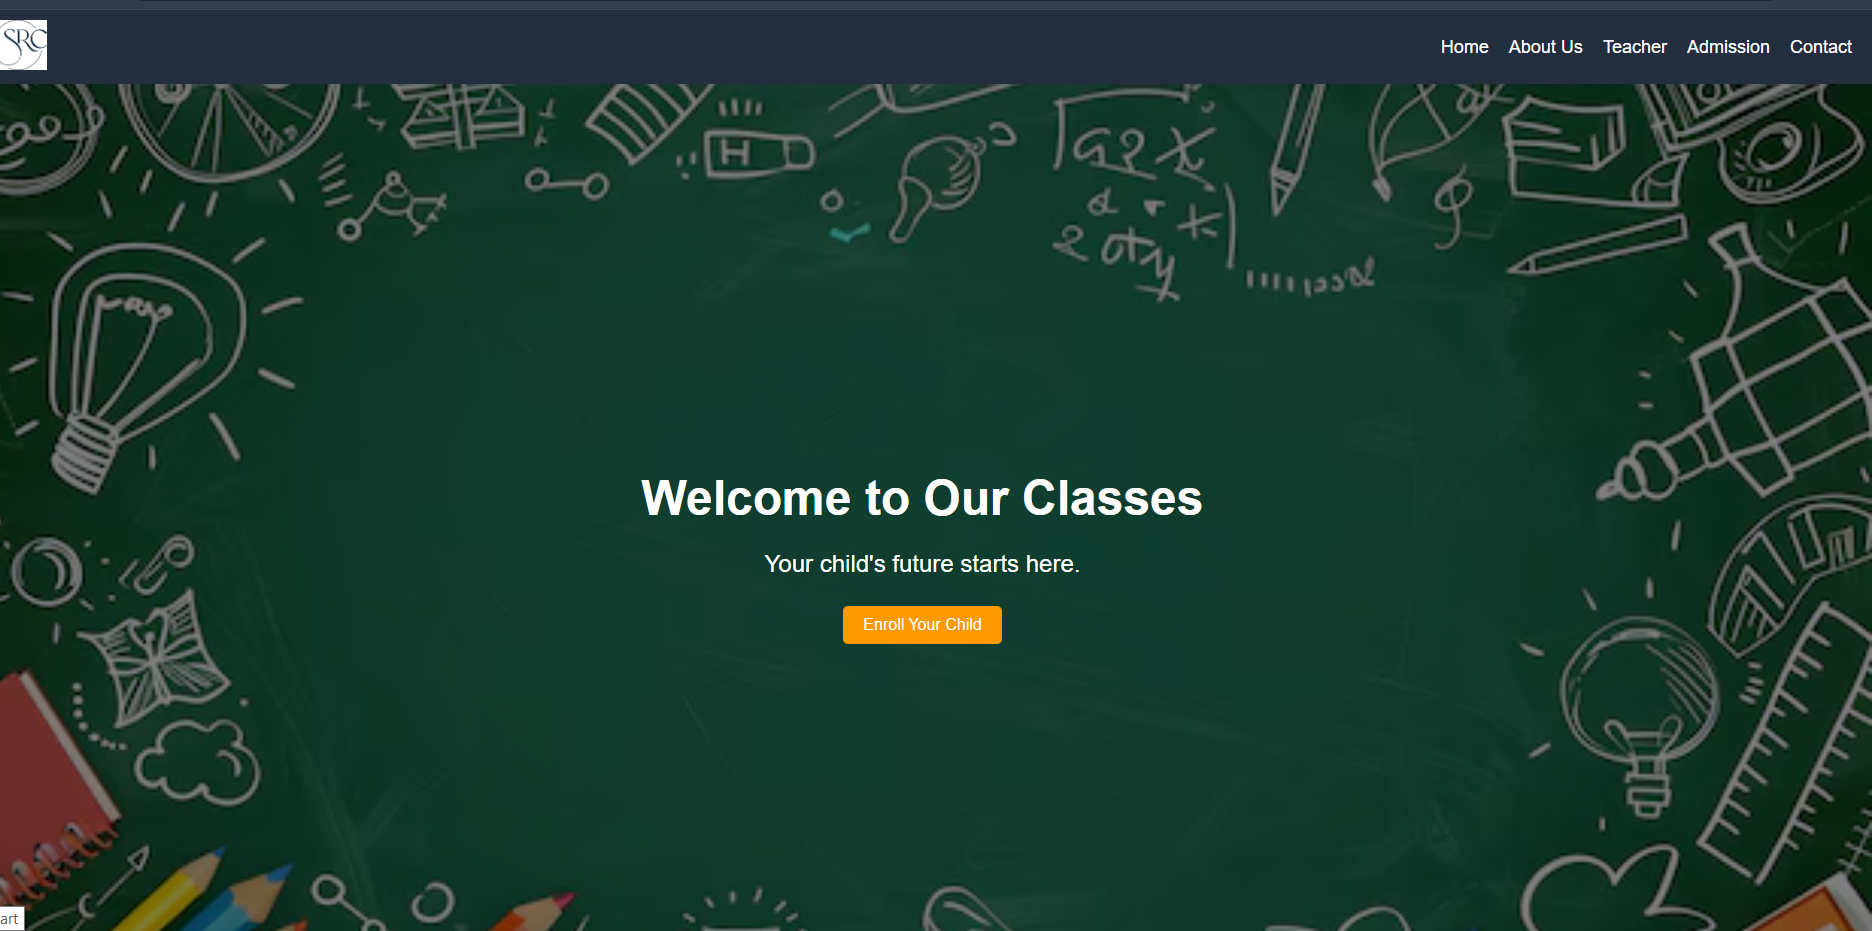 SRC
Home About Us Teacher Admission Contact
H
Welcome to Our Classes
Your child's future starts here.
Enroll Your Child
art